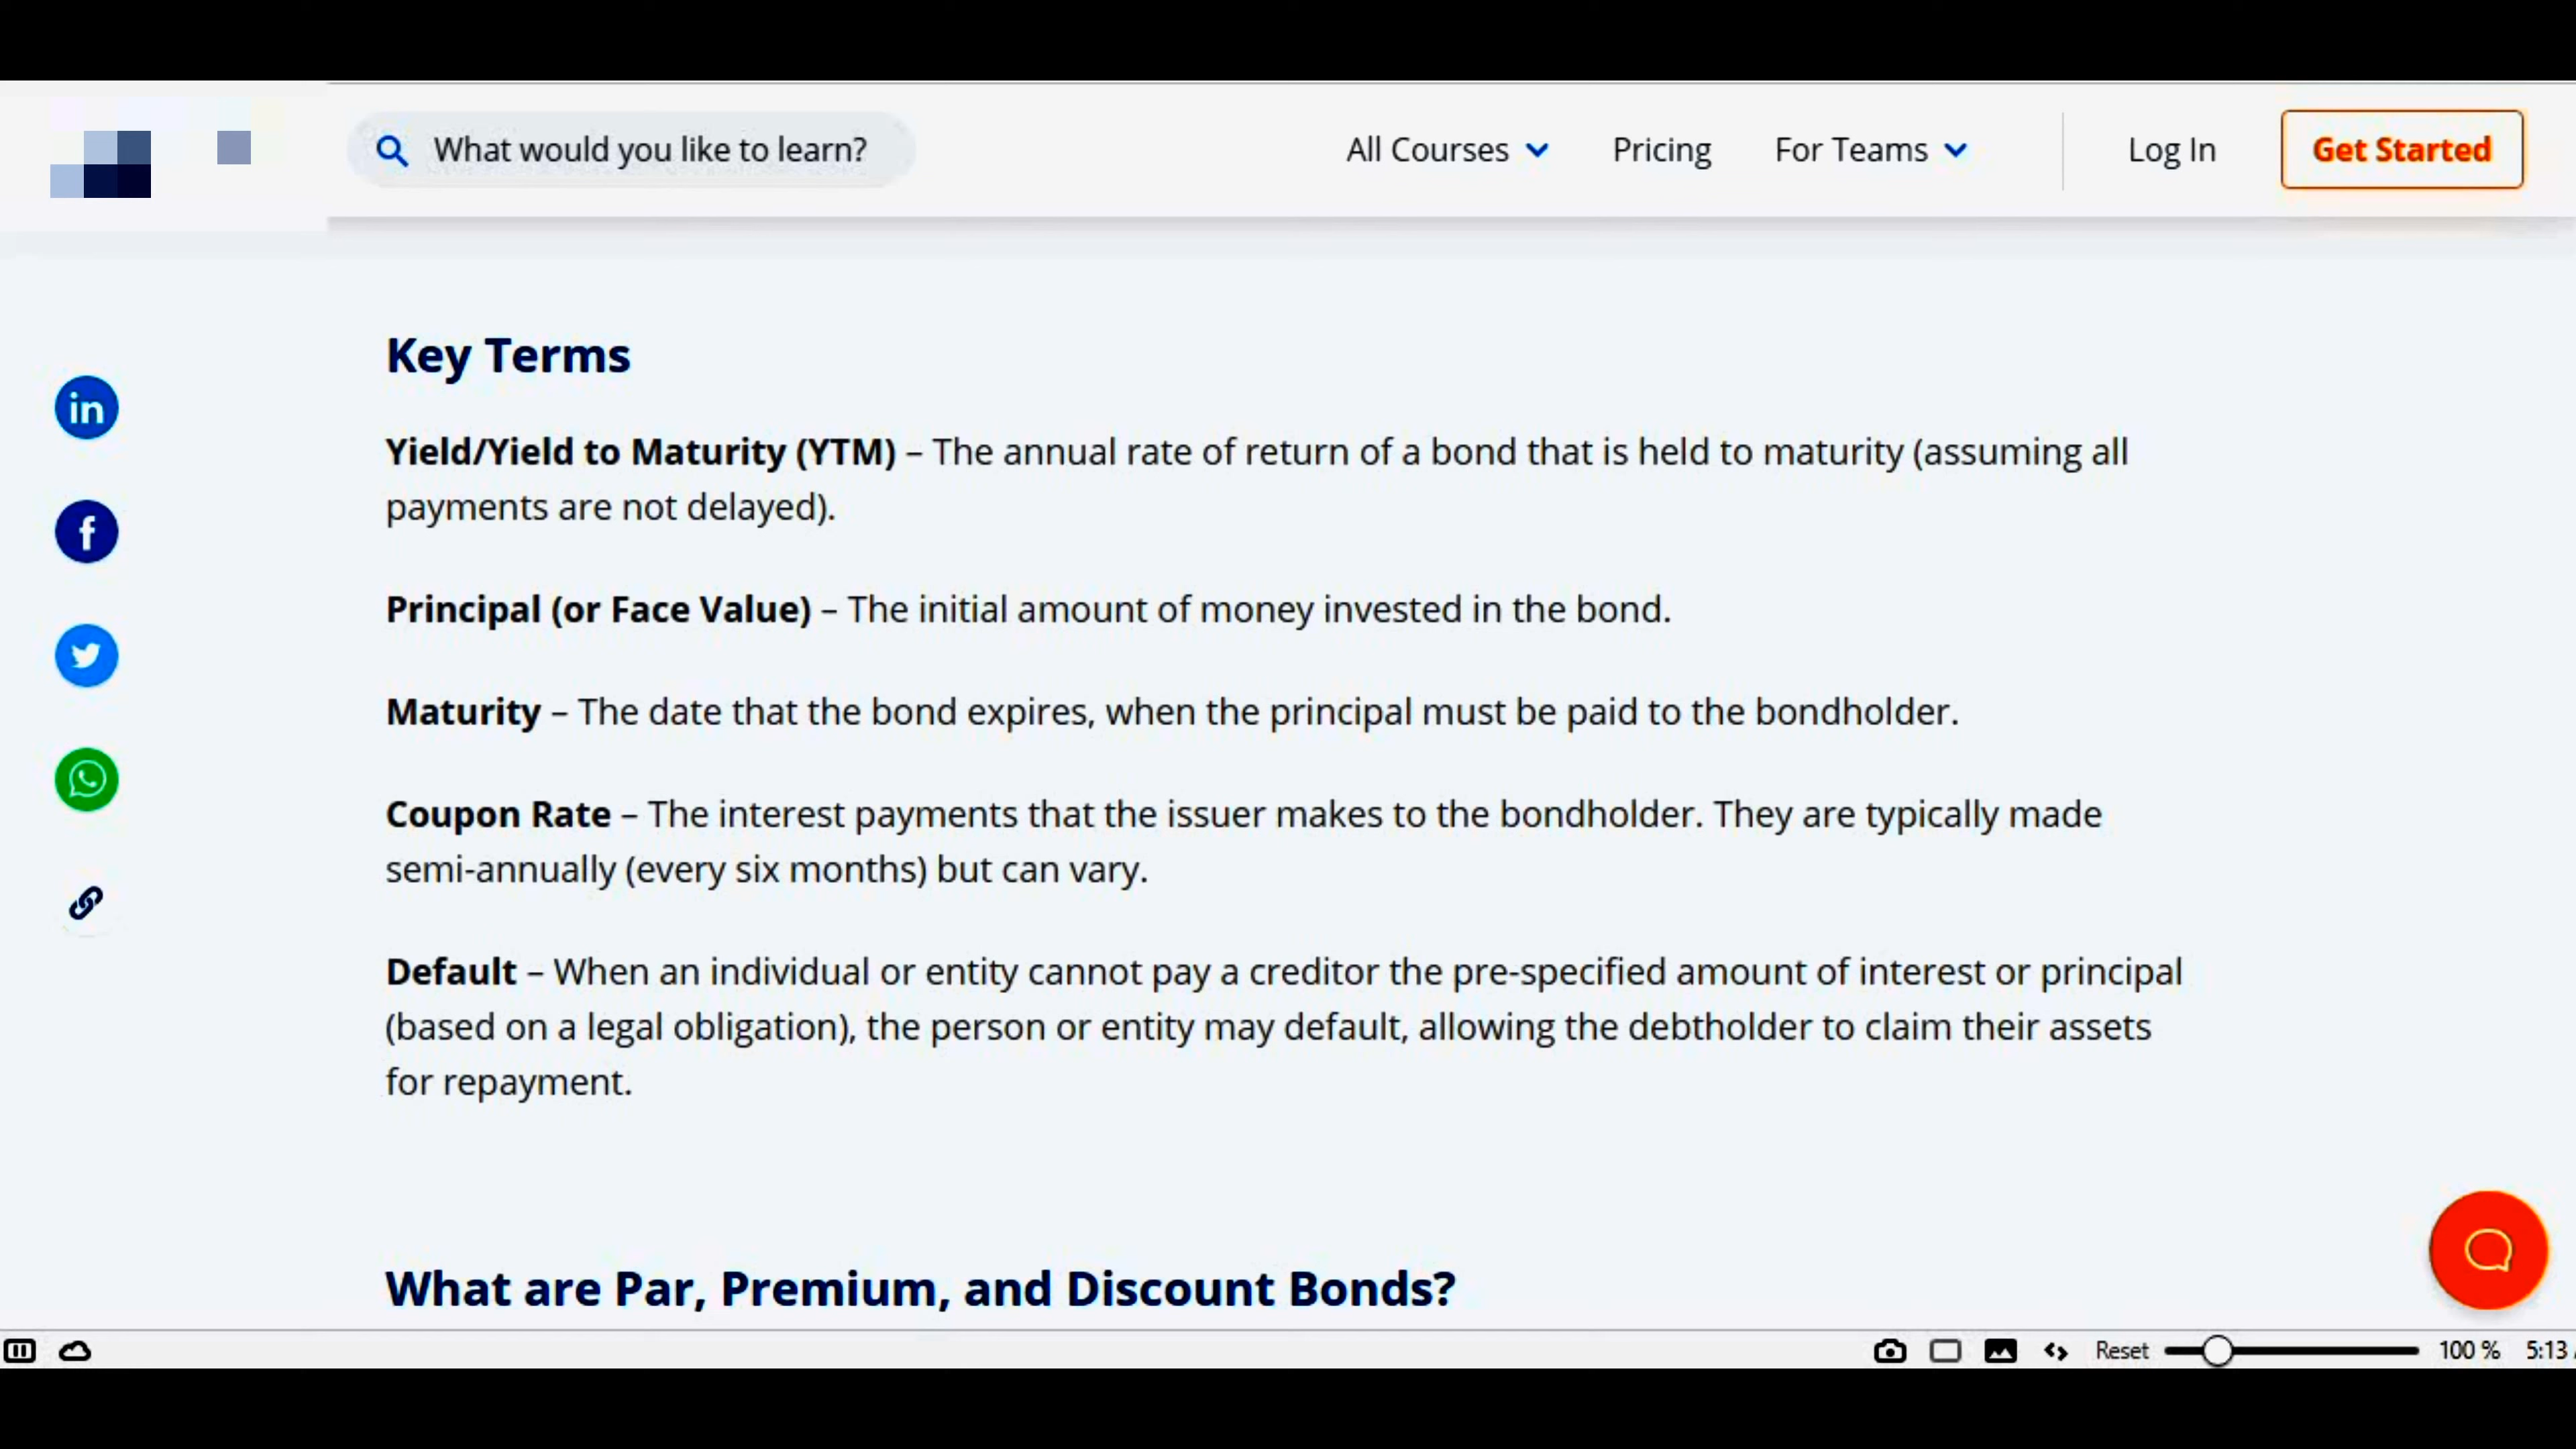 What would you like to learn?
All Courses
Pricing
For Teams
Log In
Get Started
Key Terms
Yield/Yield to Maturity (YTM) – The annual rate of return of a bond that is held to maturity (assuming all
payments are not delayed).
Principal (or Face Value) – The initial amount of money invested in the bond.
Maturity – The date that the bond expires, when the principal must be paid to the bondholder.
Coupon Rate – The interest payments that the issuer makes to the bondholder. They are typically made
semi-annually (every six months) but can vary.
Default – When an individual or entity cannot pay a creditor the pre-specified amount of interest or principal
(based on a legal obligation), the person or entity may default, allowing the debtholder to claim their assets
for repayment.
What are Par, Premium, and Discount Bonds?
Reset
100 %
5:13